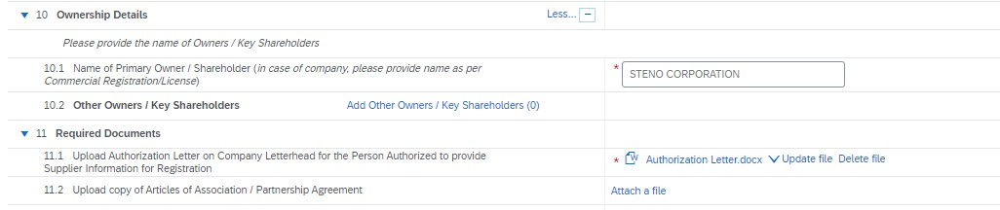 10 Ownership Details Less...
Please provide the name of Owners / Key Shareholders
10.1 Name of Primary Owner / Shareholder (in case of company, please provide name as per
Commercial Registration/License)
* STENO CORPORATION
10.2 Other Owners / Key Shareholders Add Other Owners / Key Shareholders (0)
11 Required Documents
11.1 Upload Authorization Letter on Company Letterhead for the Person Authorized to provide
Supplier Information for Registration
* W Authorization Letter.docx Update file Delete file
11.2 Upload copy of Articles of Association / Partnership Agreement Attach a file